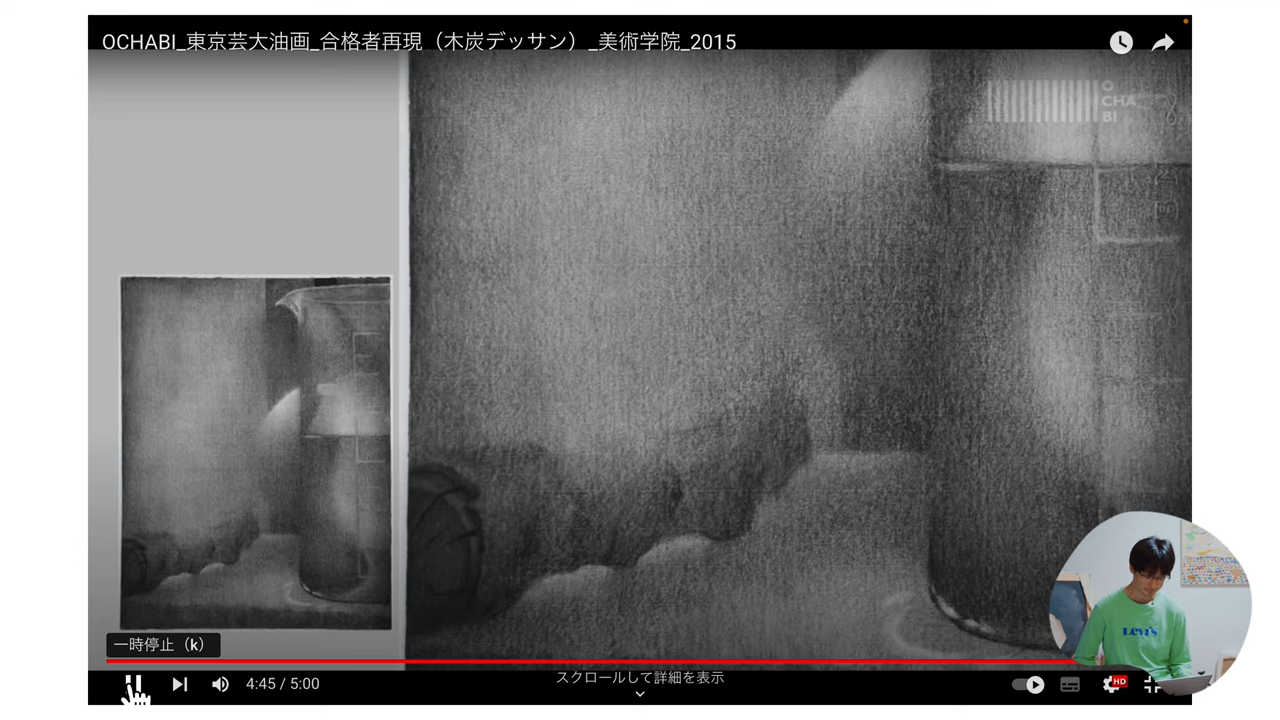 OCHABI_東京芸大油画_合格者再現（木炭デッサン）_美術学院_2015
O
CHA
BI
一時停止（k）
4:45 / 5:00
スクロールして詳細を表示
HD
LEVI'S